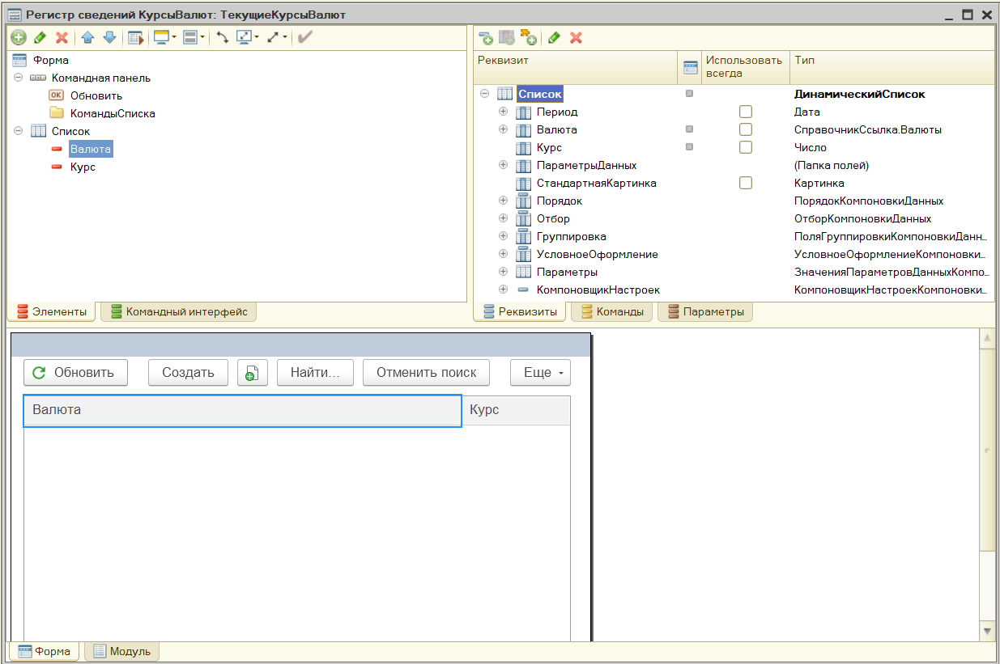 Регистр сведений КурсыВалют: ТекущиеКурсыВалют
Форма
Командная панель
OK Обновить
КомандыСписка
Список
Валюта
Курс
Элементы
Командный интерфейс
Реквизит
Использовать всегда
Тип
Список ДинамическийСписок
Период Дата
Валюта СправочникСсылка.Валюты
Курс Число
ПараметрыДанных (Папка полей)
СтандартнаяКартинка Картинка
Порядок ПорядокКомпоновкиДанных
Отбор ОтборКомпоновкиДанных
Группировка ПоляГруппировкиКомпоновкиДанн...
УсловноеОформление УсловноеОформлениеКомпоновки...
Параметры ЗначенияПараметровДанныхКомпо...
КомпоновщикНастроек КомпоновщикНастроекКомпоновки...
Реквизиты
Команды
Параметры
Обновить Создать Найти... Отменить поиск Еще
Валюта Курс
Форма Модуль